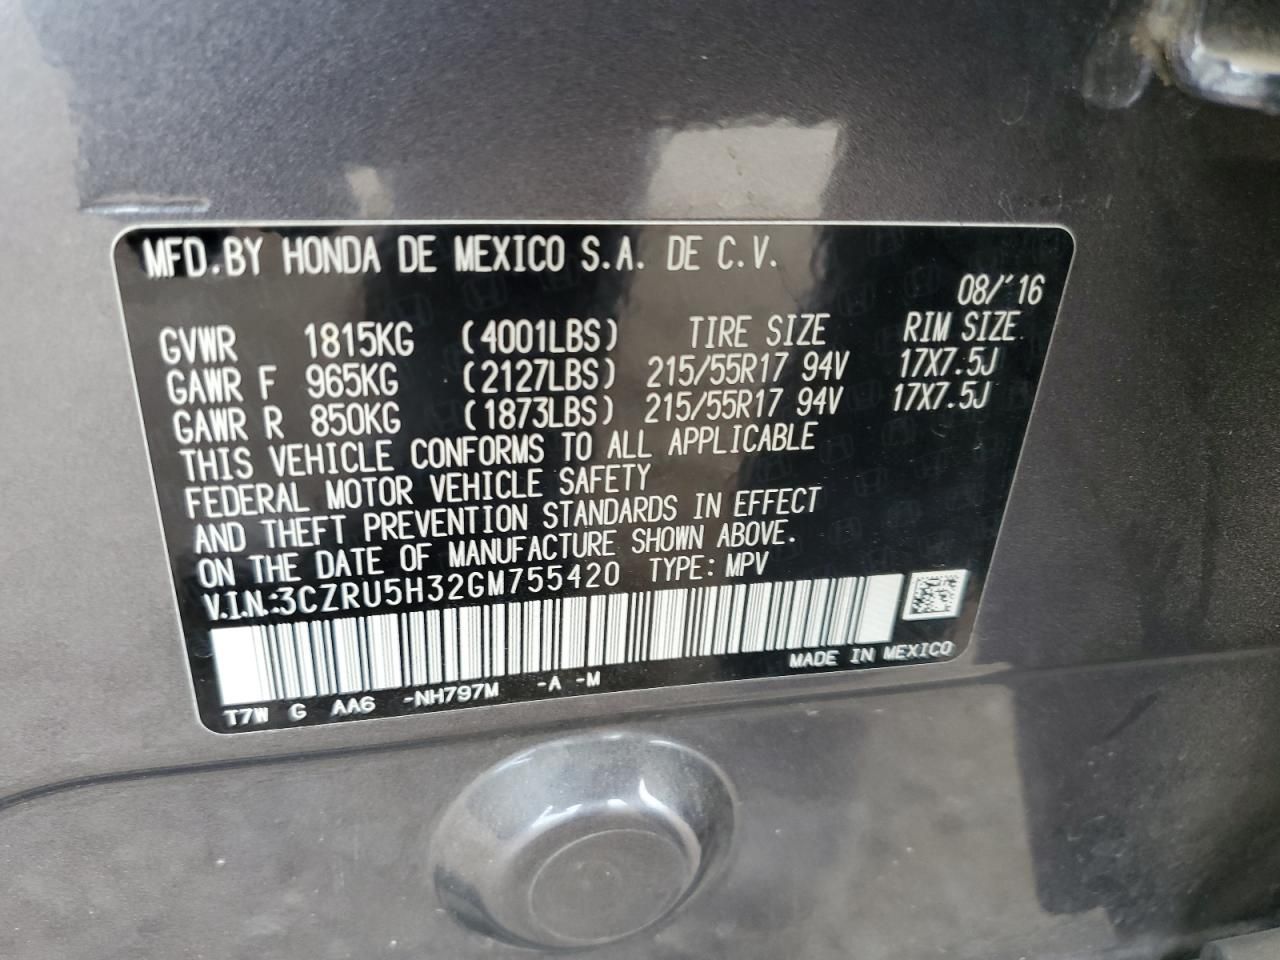 MFD.BY HONDA DE MEXICO S.A. DE C.V.
08/'16
GVWR 1815KG (4001LBS) TIRE SIZE RIM SIZE
GAWR F 965KG (2127LBS) 215/55R17 94V 17X7.5J
GAWR R 850KG (1873LBS) 215/55R17 94V 17X7.5J
THIS VEHICLE CONFORMS TO ALL APPLICABLE
FEDERAL MOTOR VEHICLE SAFETY
AND THEFT PREVENTION STANDARDS IN EFFECT
ON THE DATE OF MANUFACTURE SHOWN ABOVE.
V.I.N.:3CZRU5H32GM755420 TYPE: MPV
MADE IN MEXICO
T7W G AA6 -NH797M -A -M